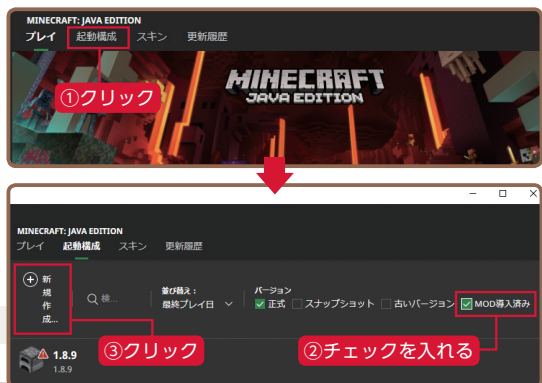 MINECRAFT: JAVA EDITION
プレイ 起動構成 スキン 更新履歴
①クリック
MINECRAFT
JAVA EDITION
MINECRAFT: JAVA EDITION
プレイ 起動構成 スキン 更新履歴
新規作成...
検...
並び替え：
最終プレイ日
バージョン
正式 スナップショット 古いバージョン MOD導入済み
③クリック
②チェックを入れる
1.8.9
1.8.9